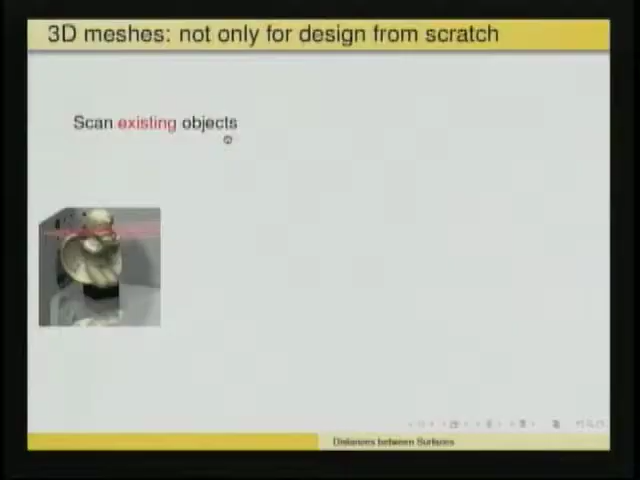 3D meshes: not only for design from scratch
Scan existing objects
Distances between Surfaces